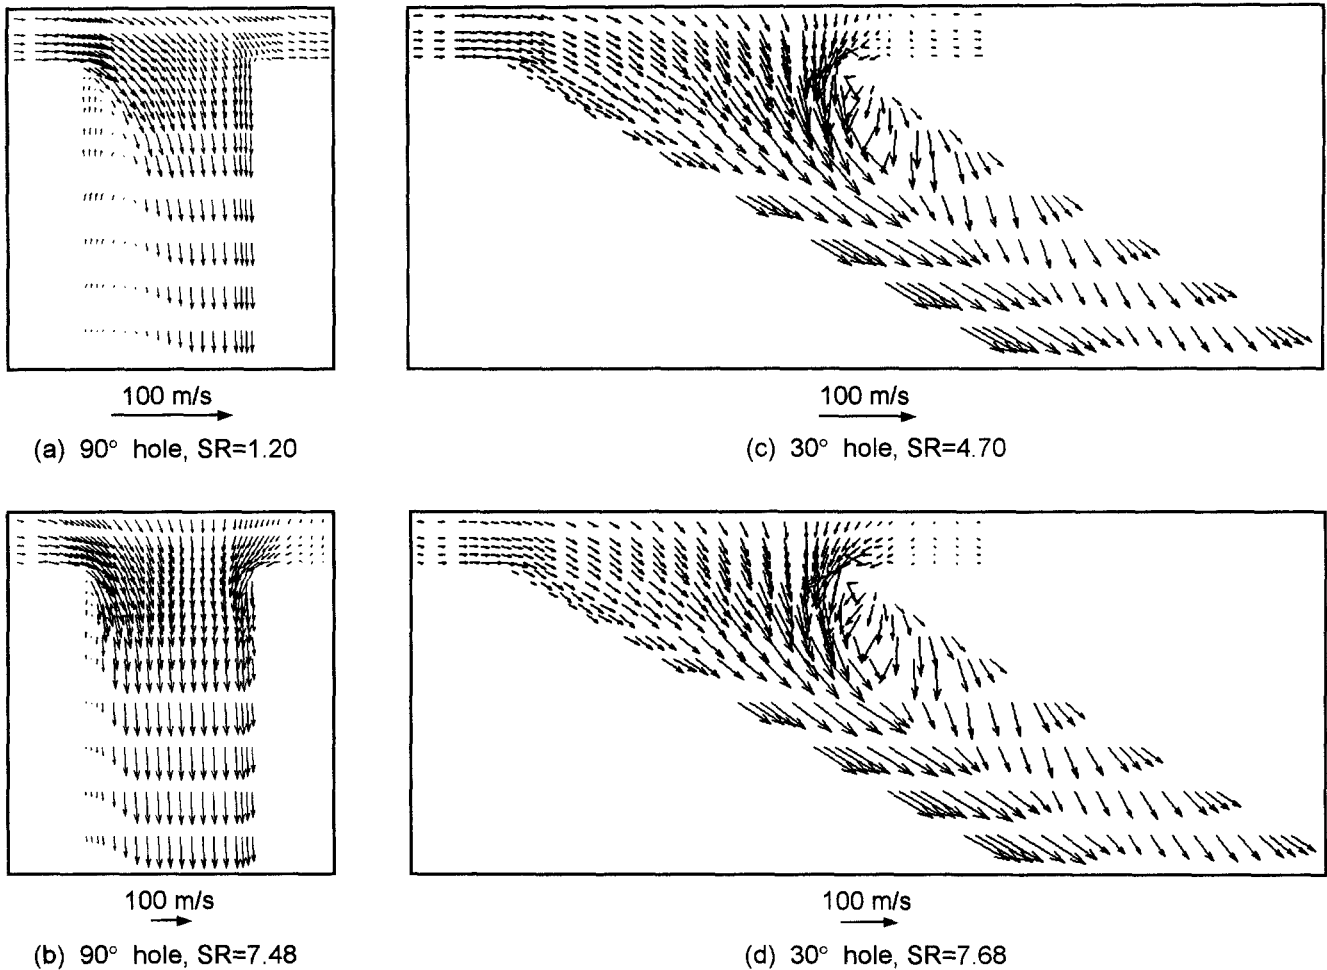 100 m/s
(a) 90° hole, SR=1.20
100 m/s
(c) 30° hole, SR=4.70
100 m/s
(b) 90° hole, SR=7.48
100 m/s
(d) 30° hole, SR=7.68